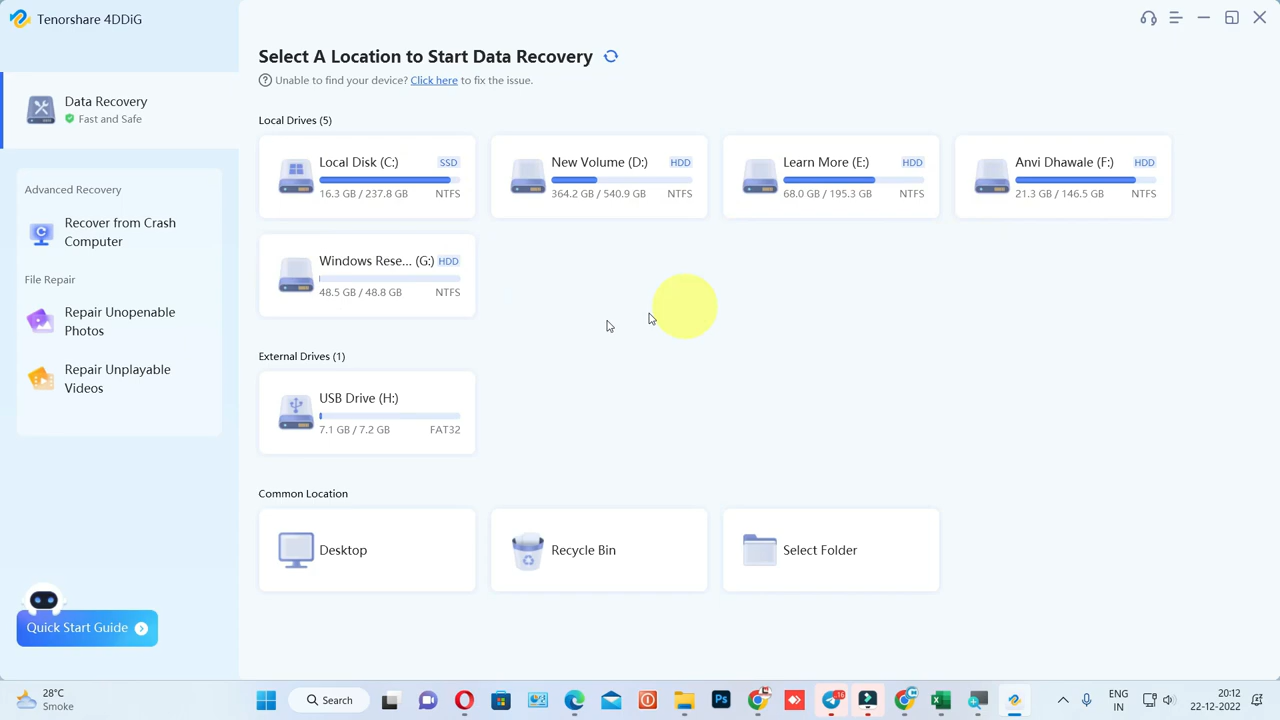 Tenorshare 4DDiG
Data Recovery
Fast and Safe
Advanced Recovery
Recover from Crash
Computer
File Repair
Repair Unopenable
Photos
Repair Unplayable
Videos
Quick Start Guide
Select A Location to Start Data Recovery
Unable to find your device? Click here to fix the issue.
Local Drives (5)
Local Disk (C:) SSD
16.3 GB / 237.8 GB NTFS
New Volume (D:) HDD
364.2 GB / 540.9 GB NTFS
Learn More (E:) HDD
68.0 GB / 195.3 GB NTFS
Anvi Dhawale (F:) HDD
21.3 GB / 146.5 GB NTFS
Windows Rese... (G:) HDD
48.5 GB / 48.8 GB NTFS
External Drives (1)
USB Drive (H:)
7.1 GB / 7.2 GB FAT32
Common Location
Desktop
Recycle Bin
Select Folder
28°C
Smoke
Search
Ps
16
ENG
IN
20:12
22-12-2022